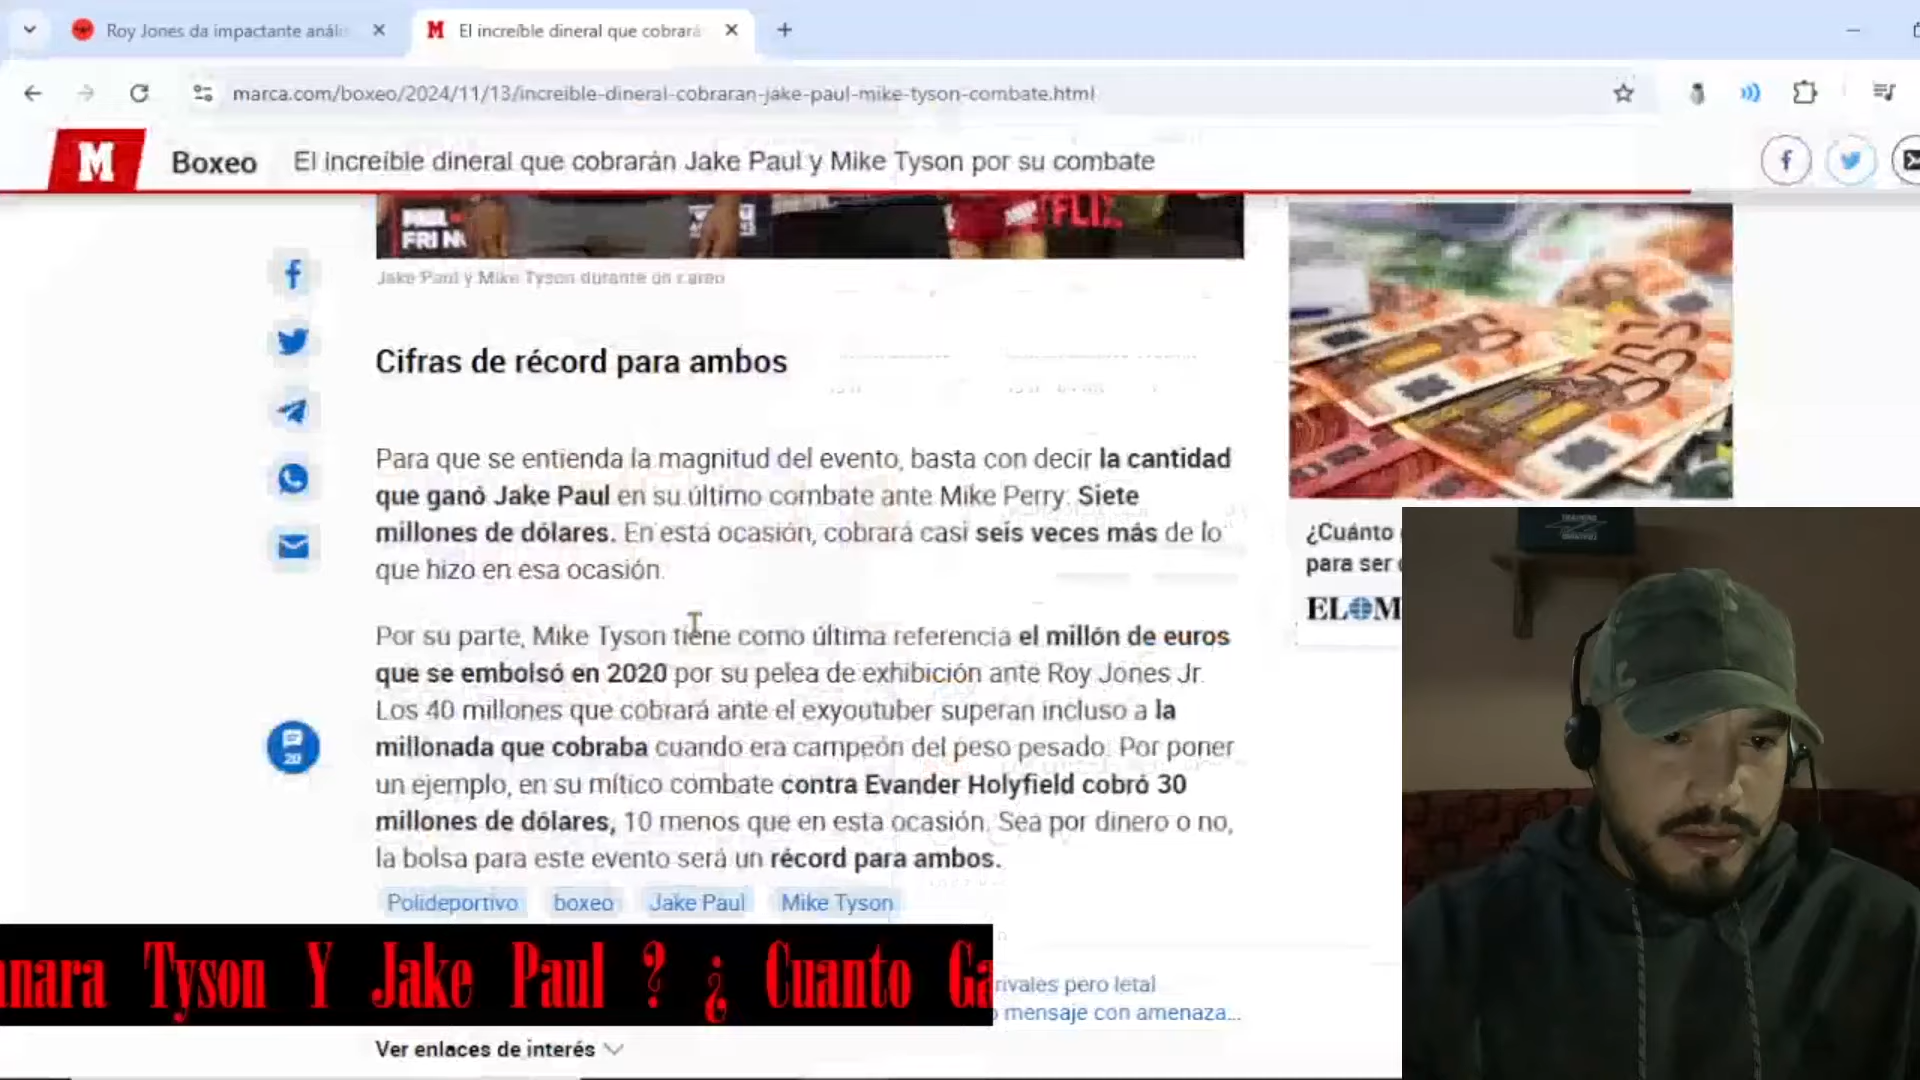 Roy Jones da impactante análi
El increíble dineral que cobrará
marca.com/boxeo/2024/11/13/increible-dineral-cobraran-jake-paul-mike-tyson-combate.html
M
Boxeo
El increíble dineral que cobrarán Jake Paul y Mike Tyson por su combate
FRI N
Jake Paul y Mike Tyson durante un careo
Cifras de récord para ambos
Para que se entienda la magnitud del evento, basta con decir la cantidad
que ganó Jake Paul en su último combate ante Mike Perry. Siete
millones de dólares. En esta ocasión, cobrará casi seis veces más de lo
que hizo en esa ocasión.
Por su parte, Mike Tyson tiene como última referencia el millón de euros
que se embolsó en 2020 por su pelea de exhibición ante Roy Jones Jr.
Los 40 millones que cobrará ante el exyoutuber superan incluso a la
millonada que cobraba cuando era campeón del peso pesado. Por poner
un ejemplo, en su mítico combate contra Evander Holyfield cobró 30
millones de dólares, 10 menos que en esta ocasión. Sea por dinero o no,
la bolsa para este evento será un récord para ambos.
20
Polideportivo boxeo Jake Paul Mike Tyson
¿Cuánto
para ser
EL M
nara Tyson Y Jake Paul ? ¿ Cuanto Ga
rivales pero letal
mensaje con amenaza...
Ver enlaces de interés